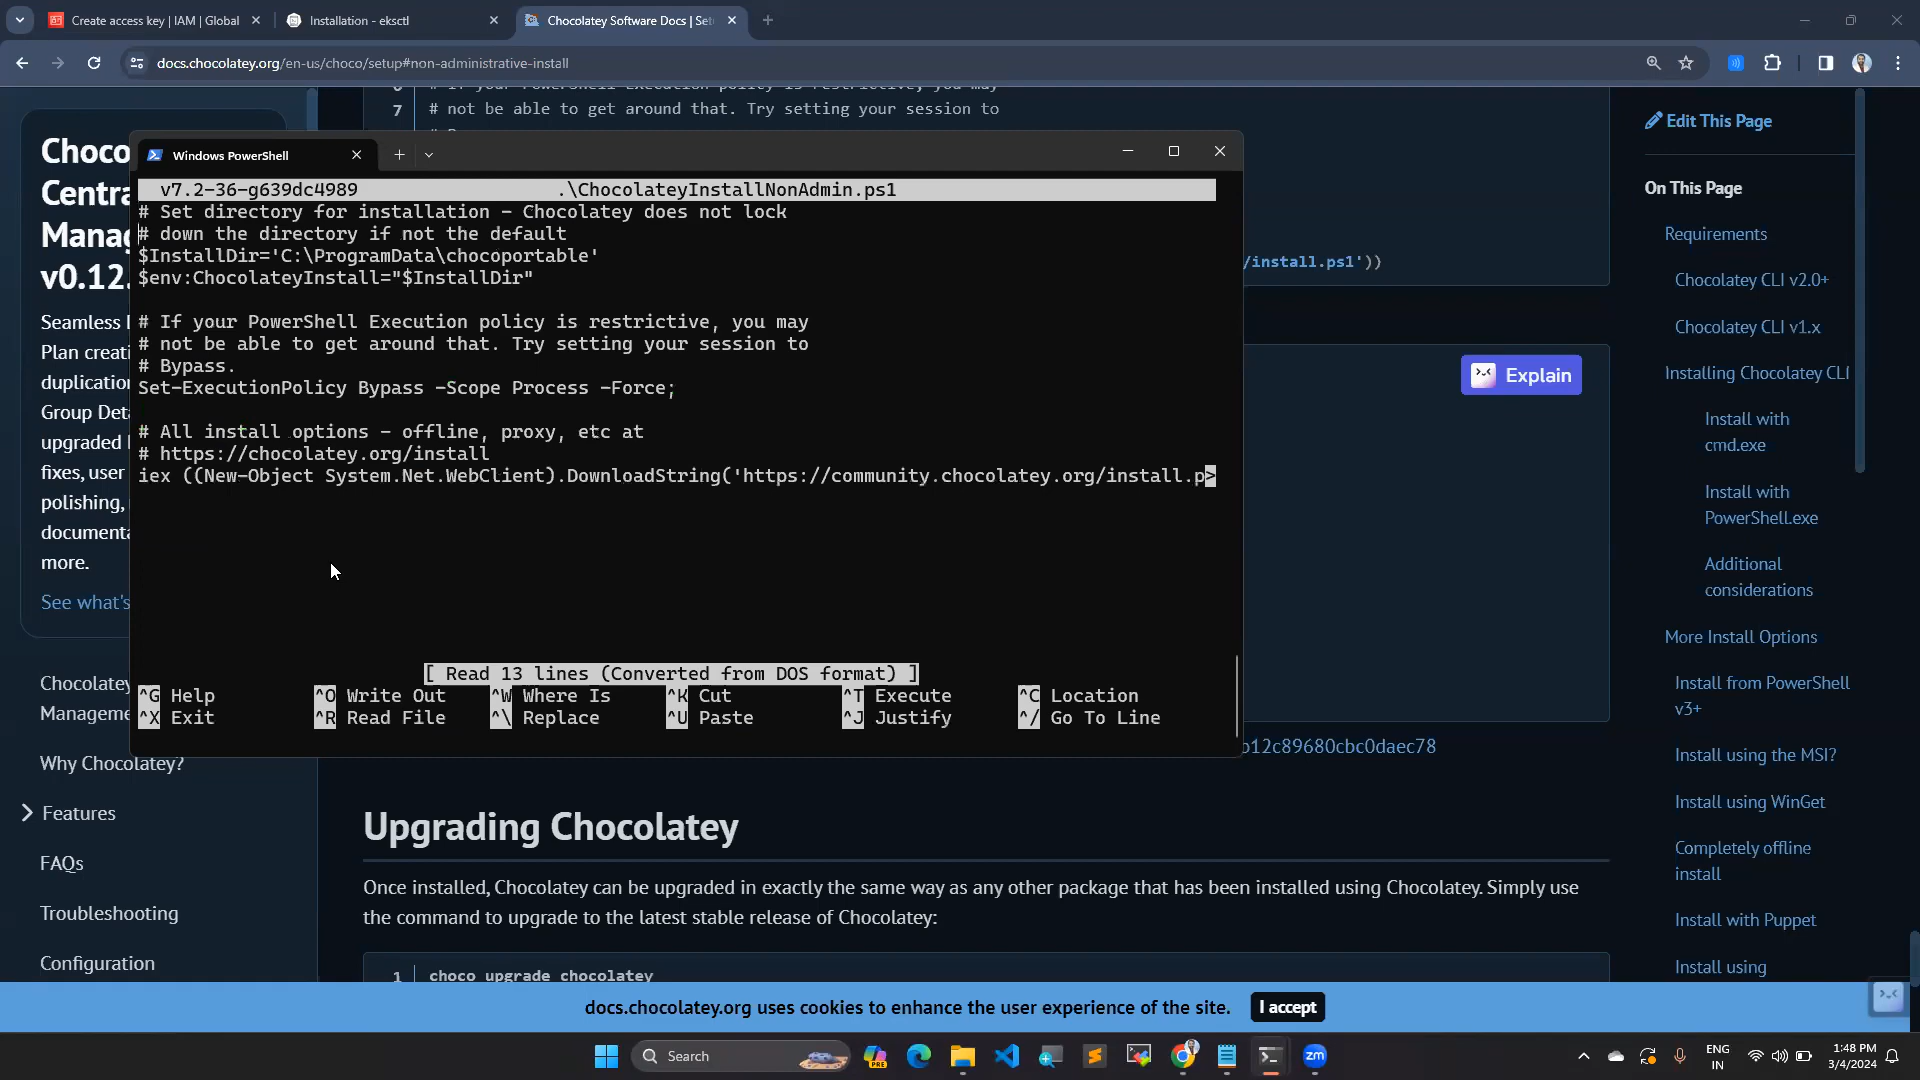 Create access key | IAM | Global
Installation - eksctl
Chocolatey Software Docs | Set
docs.chocolatey.org/en-us/choco/setup#non-administrative-install
7 # not be able to get around that. Try setting your session to
Choco
Centra
Mana
v0.12.
Seamless
Plan creati
duplication
Group Deta
upgraded
fixes, user
polishing,
documenta
more.
See what's
Chocolatey
Manageme
Why Chocolatey?
Features
FAQs
Troubleshooting
Configuration
Windows PowerShell
v7.2-36-g639dc4989 .\ChocolateyInstallNonAdmin.ps1
# Set directory for installation - Chocolatey does not lock
# down the directory if not the default
$InstallDir='C:\ProgramData\chocoportable'
$env:ChocolateyInstall="$InstallDir"
# If your PowerShell Execution policy is restrictive, you may
# not be able to get around that. Try setting your session to
# Bypass.
Set-ExecutionPolicy Bypass -Scope Process -Force;
# All install options - offline, proxy, etc at
# https://chocolatey.org/install
iex ((New-Object System.Net.WebClient).DownloadString('https://community.chocolatey.org/install.p>
[ Read 13 lines (Converted from DOS format) ]
^G Help ^O Write Out ^W Where Is ^K Cut ^T Execute ^C Location
^X Exit ^R Read File ^\ Replace ^U Paste ^J Justify ^/ Go To Line
/install.ps1'))
Explain
b12c89680cbc0daec78
Upgrading Chocolatey
Once installed, Chocolatey can be upgraded in exactly the same way as any other package that has been installed using Chocolatey. Simply use
the command to upgrade to the latest stable release of Chocolatey:
1 choco upgrade chocolatey
Edit This Page
On This Page
Requirements
Chocolatey CLI v2.0+
Chocolatey CLI v1.x
Installing Chocolatey CLI
Install with
cmd.exe
Install with
PowerShell.exe
Additional
considerations
More Install Options
Install from PowerShell
v3+
Install using the MSI?
Install using WinGet
Completely offline
install
Install with Puppet
Install using
docs.chocolatey.org uses cookies to enhance the user experience of the site. I accept
Search
PRE
zm
ENG
IN
1:48 PM
3/4/2024